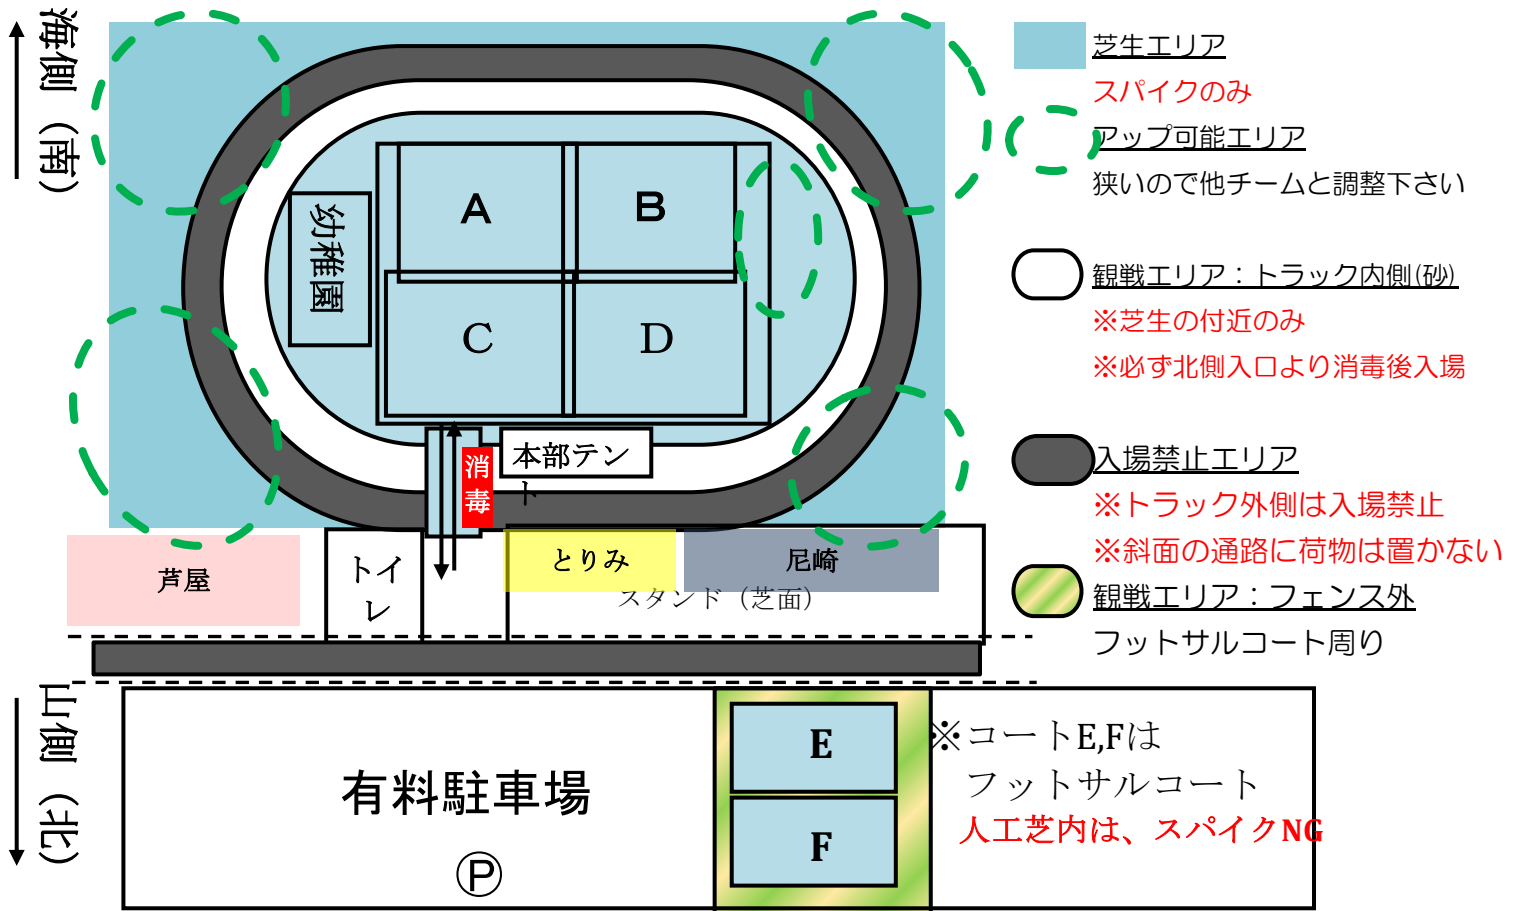 海側（南）
芝生エリア
スパイクのみ
アップ可能エリア
狭いので他チームと調整下さい
A
B
幼稚園
C
D
観戦エリア：トラック内側(砂)
※芝生の付近のみ
※必ず北側入口より消毒後入場
消毒
本部テン
ト
入場禁止エリア
※トラック外側は入場禁止
※斜面の通路に荷物は置かない
芦屋
トイ
レ
とりみ
尼崎
スタンド（芝面）
観戦エリア：フェンス外
フットサルコート周り
山側（北）
有料駐車場
Ⓟ
E
F
※コートE,Fは
フットサルコート
人工芝内は、スパイクNG